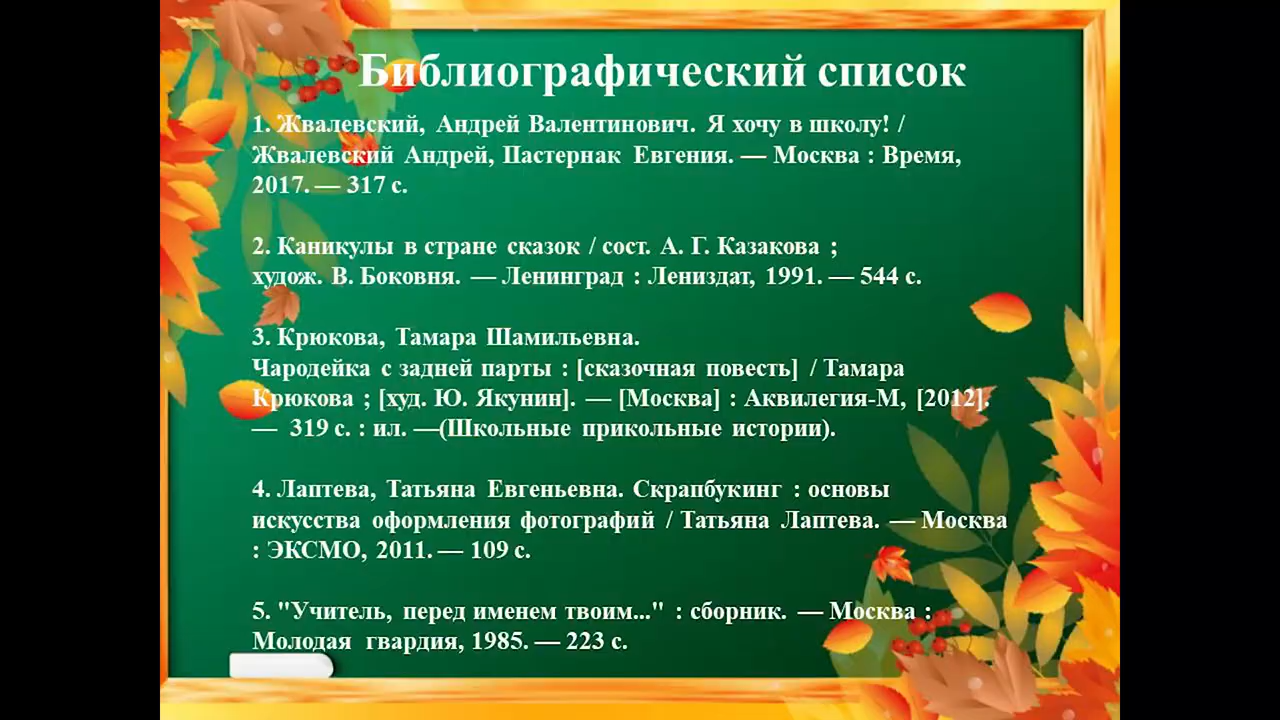 Библиографический список
1. Жвалевский, Андрей Валентинович. Я хочу в школу! /
Жвалевский Андрей, Пастернак Евгения. — Москва : Время,
2017. — 317 с.
2. Каникулы в стране сказок / сост. А. Г. Казакова ;
худож. В. Боковня. — Ленинград : Лениздат, 1991. — 544 с.
3. Крюкова, Тамара Шамильевна.
Чародейка с задней парты : [сказочная повесть] / Тамара
Крюкова ; [худ. Ю. Якунин]. — [Москва] : Аквилегия-М, [2012].
— 319 с. : ил. —(Школьные прикольные истории).
4. Лаптева, Татьяна Евгеньевна. Скрапбукинг : основы
искусства оформления фотографий / Татьяна Лаптева. — Москва
: ЭКСМО, 2011. — 109 с.
5. "Учитель, перед именем твоим..." : сборник. — Москва :
Молодая гвардия, 1985. — 223 с.